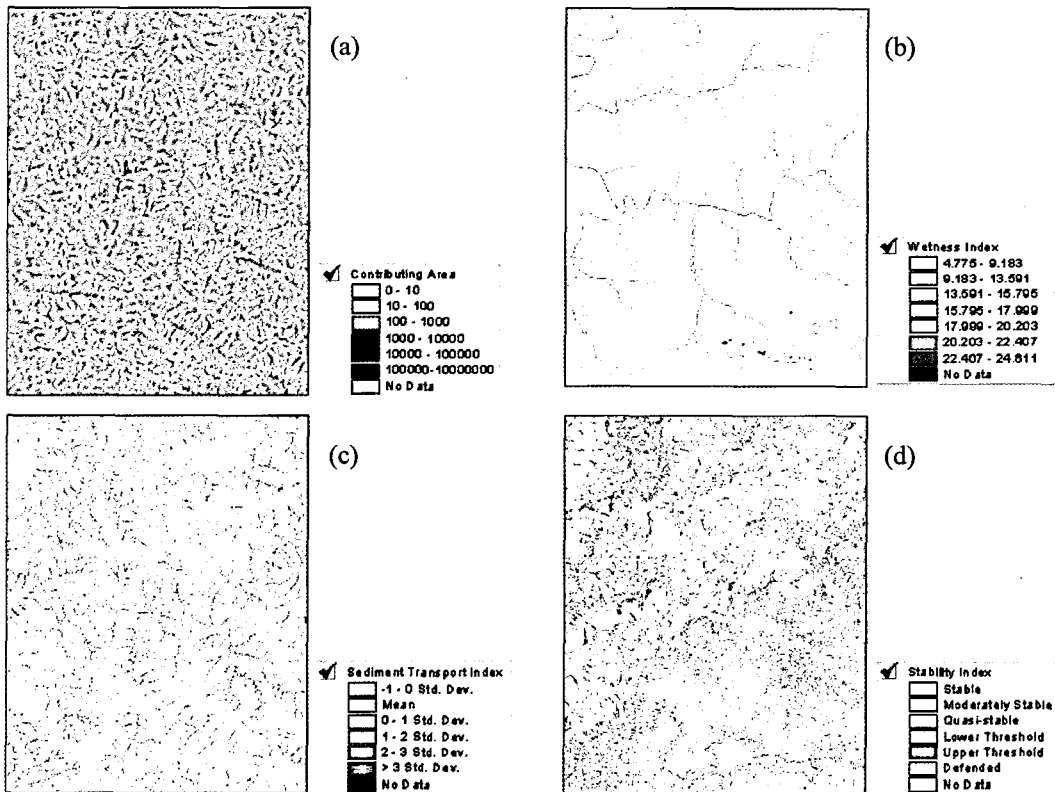 (a)
Contributing Area
0 - 10
10 - 100
100 - 1000
1000 - 10000
10000 - 100000
100000-10000000
No Data
(b)
Wetness Index
4.775 - 9.183
9.183 - 13.591
13.591 - 15.795
15.795 - 17.999
17.999 - 20.203
20.203 - 22.407
22.407 - 24.611
No Data
(c)
Sediment Transport Index
-1 - 0 Std. Dev.
Mean
0 - 1 Std. Dev.
1 - 2 Std. Dev.
2 - 3 Std. Dev.
> 3 Std. Dev.
No Data
(d)
Stability Index
Stable
Moderately Stable
Quasi-stable
Lower Threshold
Upper Threshold
Defended
No Data